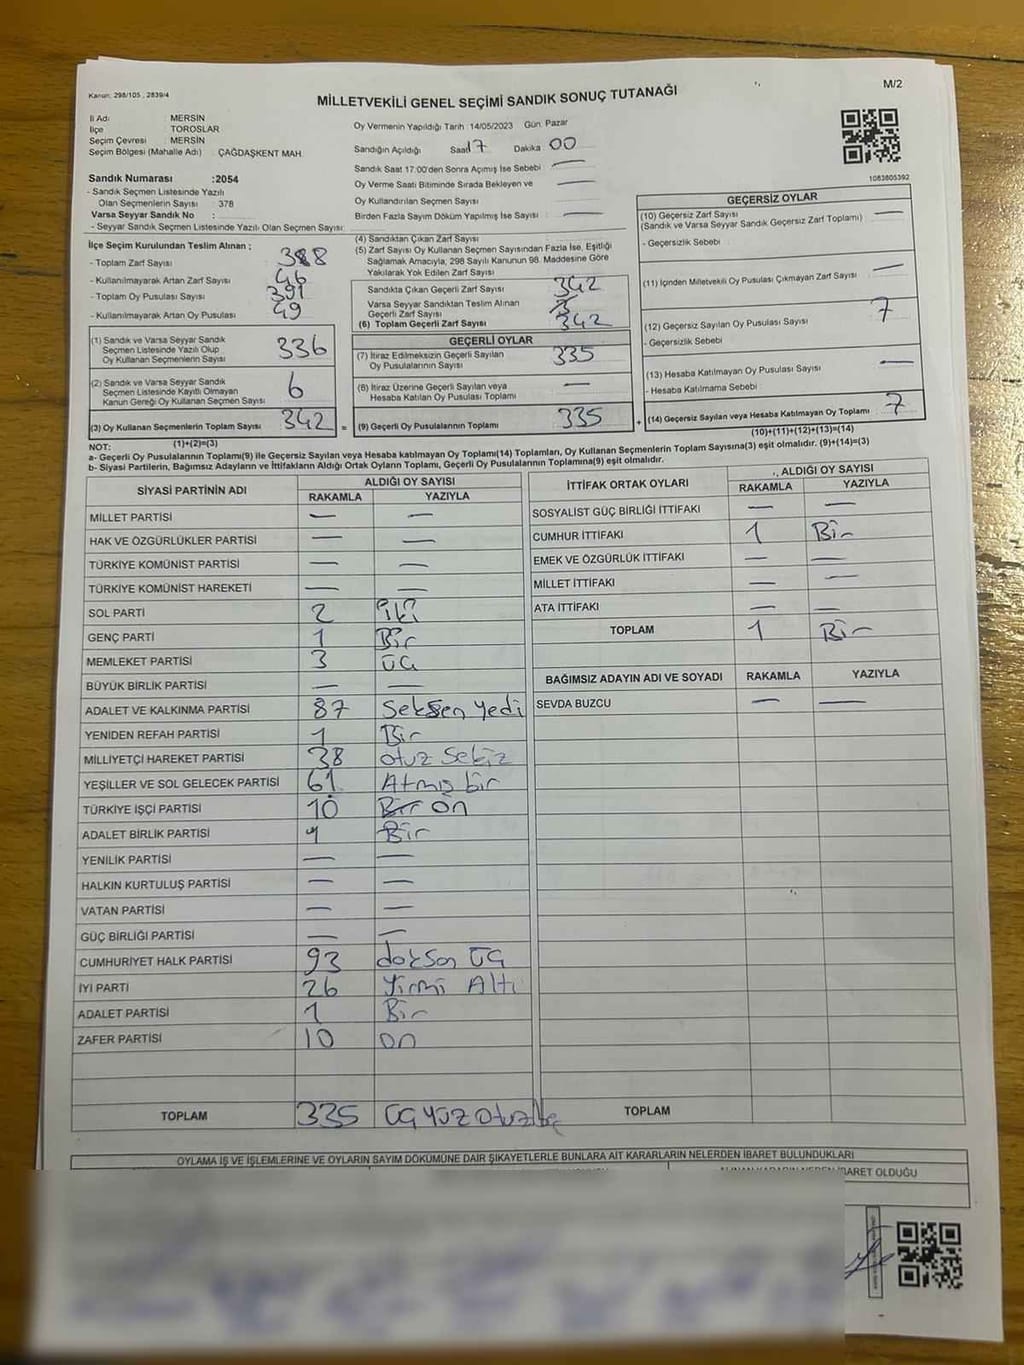 Kanun: 298/105 , 2839/4
MİLLETVEKİLİ GENEL SEÇİMİ SANDIK SONUÇ TUTANAĞI
M/2
İl Adı : MERSİN
İlçe : TOROSLAR
Seçim Çevresi : MERSİN
Seçim Bölgesi (Mahalle Adı) : ÇAĞDAŞKENT MAH.
Oy Vermenin Yapıldığı Tarih 14/05/2023 Gün: Pazar
Sandığın Açıldığı Saat 17 Dakika 00
Sandık Saat 17:00'den Sonra Açımış İse Sebebi —
Oy Verme Saati Bitiminde Sırada Bekleyen ve
Oy Kullandırılan Seçmen Sayısı —
Birden Fazla Sayım Döküm Yapılmış İse Sayısı —
1083805392
Sandık Numarası :2054
- Sandık Seçmen Listesinde Yazılı
Olan Seçmenlerin Sayısı : 378
Varsa Seyyar Sandık No :
- Seyyar Sandık Seçmen Listesinde Yazılı Olan Seçmen Sayısı:
İlçe Seçim Kurulundan Teslim Alınan ;
- Toplam Zarf Sayısı 388
- Kullanılmayarak Artan Zarf Sayısı 46
- Toplam Oy Pusulası Sayısı 391
- Kullanılmayarak Artan Oy Pusulası 49
(1) Sandık ve Varsa Seyyar Sandık
Seçmen Listesinde Yazılı Olup
Oy Kullanan Seçmenlerin Sayısı 336
(2) Sandık ve Varsa Seyyar Sandık
Seçmen Listesinde Kayıtlı Olmayan
Kanun Gereği Oy Kullanan Seçmen Sayısı 6
(3) Oy Kullanan Seçmenlerin Toplam Sayısı 342
(1)+(2)=(3)
(4) Sandıktan Çıkan Zarf Sayısı
(5) Zarf Sayısı Oy Kullanan Seçmen Sayısından Fazla İse, Eşitliği
Sağlamak Amacıyla, 298 Sayılı Kanunun 98. Maddesine Göre
Yakılarak Yok Edilen Zarf Sayısı
Sandıkta Çıkan Geçerli Zarf Sayısı 342
Varsa Seyyar Sandıktan Teslim Alınan
Geçerli Zarf Sayısı
(6) Toplam Geçerli Zarf Sayısı 342
GEÇERLİ OYLAR
(7) İtiraz Edilmeksizin Geçerli Sayılan
Oy Pusulalarının Sayısı 335
(8) İtiraz Üzerine Geçerli Sayılan veya
Hesaba Katılan Oy Pusulası Toplamı —
= (9) Geçerli Oy Pusulalarının Toplamı 335
GEÇERSİZ OYLAR
(10) Geçersiz Zarf Sayısı —
(Sandık ve Varsa Seyyar Sandık Geçersiz Zarf Toplamı)
- Geçersizlik Sebebi
(11) İçinden Milletvekili Oy Pusulası Çıkmayan Zarf Sayısı —
(12) Geçersiz Sayılan Oy Pusulası Sayısı 7
- Geçersizlik Sebebi
(13) Hesaba Katılmayan Oy Pusulası Sayısı —
- Hesaba Katılmama Sebebi
+ (14) Geçersiz Sayılan veya Hesaba Katılmayan Oy Toplamı 7
(10)+(11)+(12)+(13)=(14)
NOT:
a- Geçerli Oy Pusulalarının Toplamı(9) ile Geçersiz Sayılan veya Hesaba katılmayan Oy Toplamı(14) Toplamları, Oy Kullanan Seçmenlerin Toplam Sayısına(3) eşit olmalıdır. (9)+(14)=(3)
b- Siyasi Partilerin, Bağımsız Adayların ve İttifakların Aldığı Ortak Oyların Toplamı, Geçerli Oy Pusulalarının Toplamına(9) eşit olmalıdır.
SİYASİ PARTİNİN ADI ALDIĞI OY SAYISI
RAKAMLA YAZIYLA
MİLLET PARTİSİ — —
HAK VE ÖZGÜRLÜKLER PARTİSİ — —
TÜRKİYE KOMÜNİST PARTİSİ — —
TÜRKİYE KOMÜNİST HAREKETİ — —
SOL PARTİ 2 iki
GENÇ PARTİ 1 Bir
MEMLEKET PARTİSİ 3 üç
BÜYÜK BİRLİK PARTİSİ — —
ADALET VE KALKINMA PARTİSİ 87 Seksen yedi
YENİDEN REFAH PARTİSİ 1 Bir
MİLLİYETÇİ HAREKET PARTİSİ 38 otuz sekiz
YEŞİLLER VE SOL GELECEK PARTİSİ 61 Atmış bir
TÜRKİYE İŞÇİ PARTİSİ 10 Bir on
ADALET BİRLİK PARTİSİ 1 Bir
YENİLİK PARTİSİ — —
HALKIN KURTULUŞ PARTİSİ — —
VATAN PARTİSİ — —
GÜÇ BİRLİĞİ PARTİSİ — —
CUMHURİYET HALK PARTİSİ 93 doksan üç
İYİ PARTİ 26 Yirmi Altı
ADALET PARTİSİ 1 Bir
ZAFER PARTİSİ 10 on
TOPLAM 335 üç yüz otuz beş
İTTİFAK ORTAK OYLARI ALDIĞI OY SAYISI
RAKAMLA YAZIYLA
SOSYALİST GÜÇ BİRLİĞİ İTTİFAKI — —
CUMHUR İTTİFAKI 1 Bir
EMEK VE ÖZGÜRLÜK İTTİFAKI — —
MİLLET İTTİFAKI — —
ATA İTTİFAKI — —
TOPLAM 1 Bir
BAĞIMSIZ ADAYIN ADI VE SOYADI RAKAMLA YAZIYLA
SEVDA BUZCU — —
TOPLAM
OYLAMA İŞ VE İŞLEMLERİNE VE OYLARIN SAYIM DÖKÜMÜNE DAİR ŞİKAYETLERLE BUNLARA AİT KARARLARIN NELERDEN İBARET BULUNDUKLARI
ALINAN KARARIN NEDEN İBARET OLDUĞU